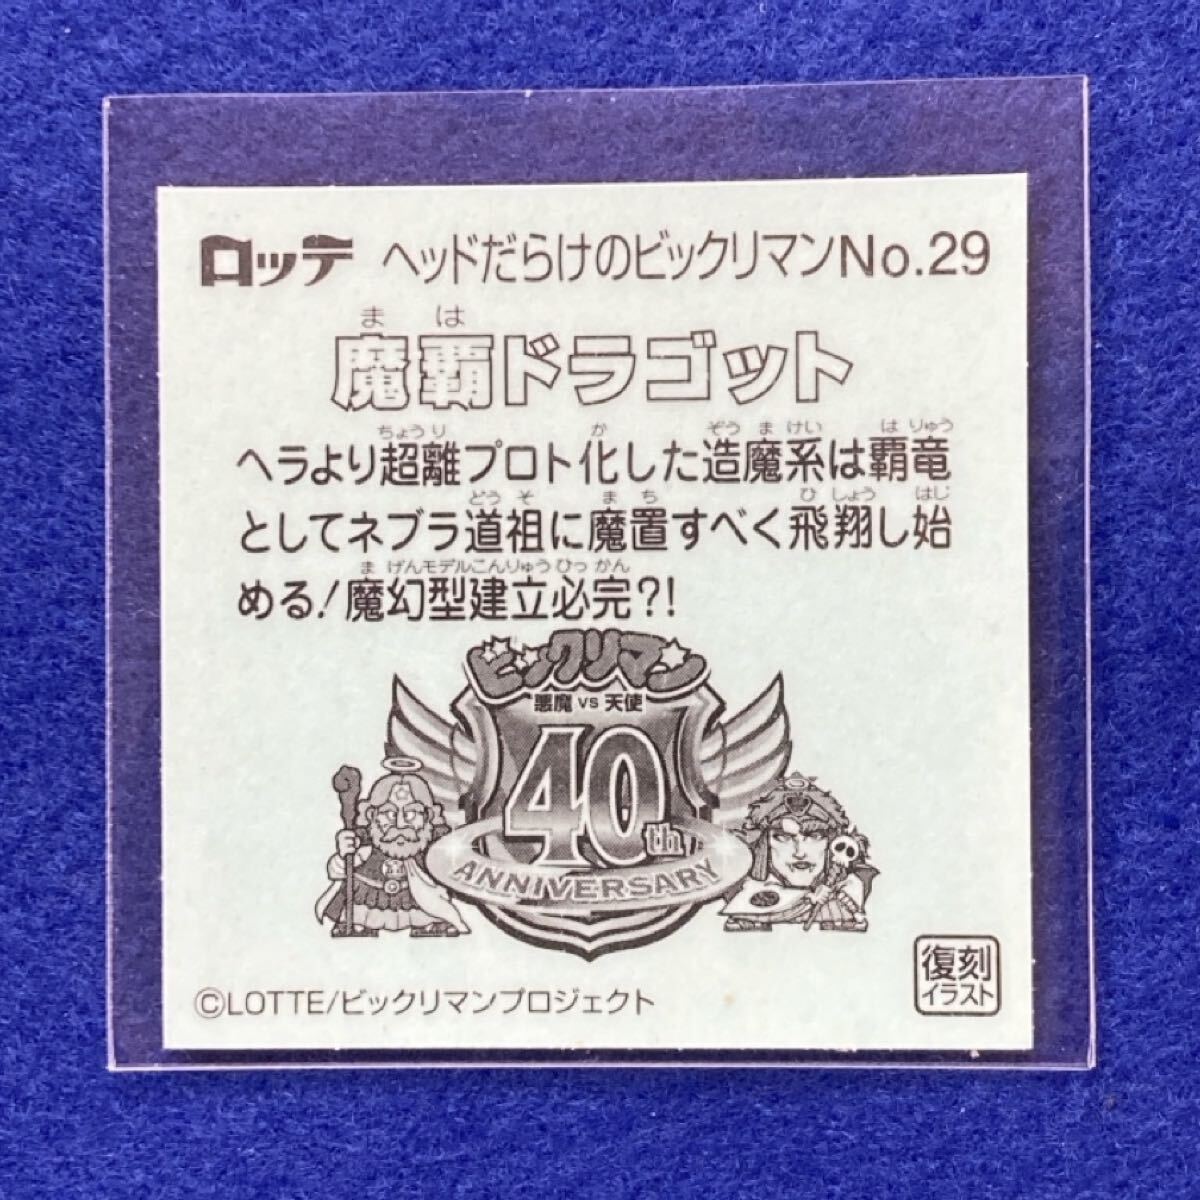 ロッテ ヘッドだらけのビックリマンNo.29
まは
魔覇ドラゴット
ちょうり か ぞうまけい はりゅう
ヘラより超離プロト化した造魔系は覇竜
どうそ まち ひしょう はじ
としてネブラ道祖に魔置すべく飛翔し始
まげんモデルこんりゅうひっかん
める!魔幻型建立必完?!
ビックリマン
悪魔 VS 天使
40th
ANNIVERSARY
復刻
イラスト
©LOTTE/ビックリマンプロジェクト